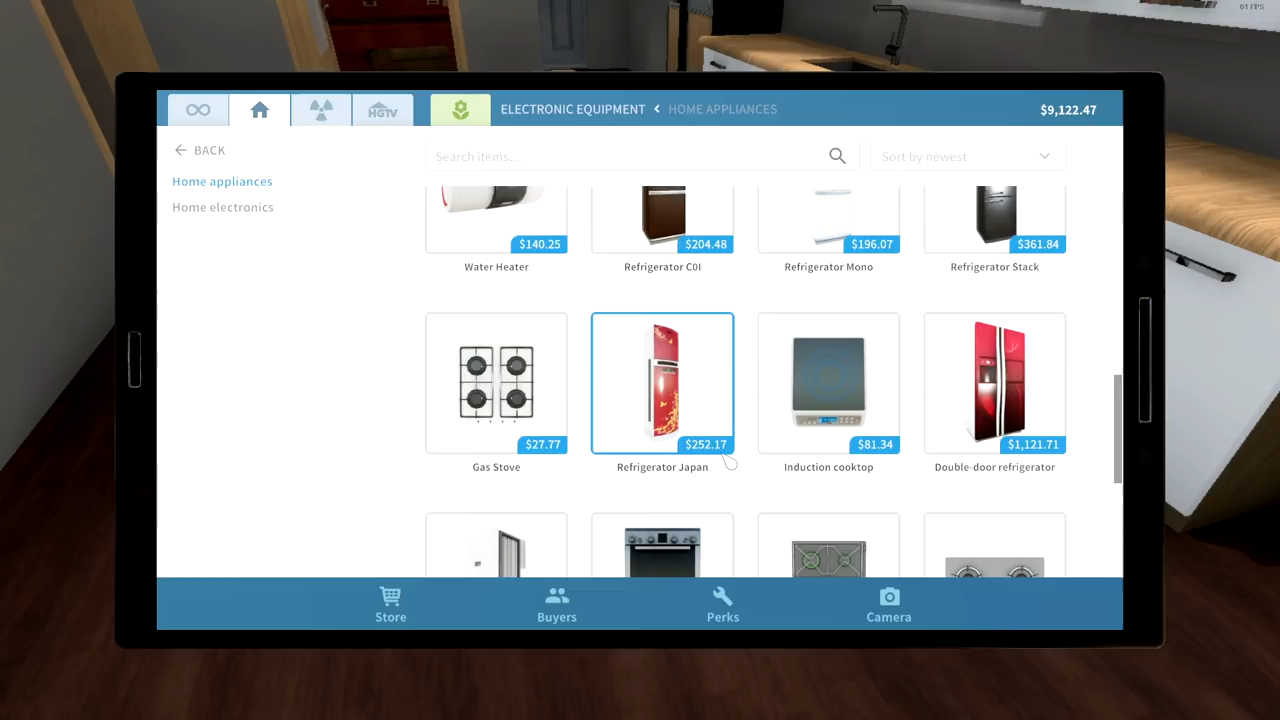 61 FPS
HGTV
ELECTRONIC EQUIPMENT < HOME APPLIANCES
$9,122.47
BACK
Search items...
Sort by newest
Home appliances
Home electronics
$140.25
$204.48
$196.07
$361.84
Water Heater
Refrigerator C0I
Refrigerator Mono
Refrigerator Stack
$27.77
$252.17
$81.34
$1,121.71
Gas Stove
Refrigerator Japan
Induction cooktop
Double-door refrigerator
Store
Buyers
Perks
Camera